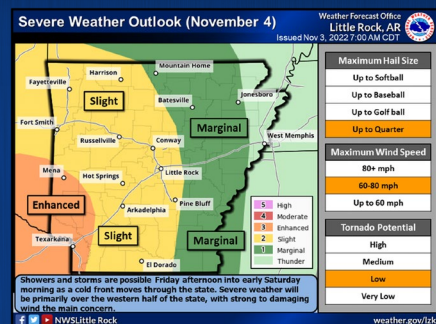 Severe Weather Outlook (November 4)
Weather Forecast Office
Little Rock, AR
Issued Nov 3, 2022 7:00 AM CDT
Mountain Home
Harrison
Fayetteville
Jonesboro
Slight
Batesville
Marginal
Fort Smith
Russellville
Conway
West Memphis
Little Rock
Mena
Hot Springs
Enhanced
Pine Bluff
Arkadelphia
Texarkana
Slight
Marginal
El Dorado
5 High
4 Moderate
3 Enhanced
2 Slight
1 Marginal
Thunder
Maximum Hail Size
Up to Softball
Up to Baseball
Up to Golf ball
Up to Quarter
Maximum Wind Speed
80+ mph
60-80 mph
Up to 60 mph
Tornado Potential
High
Medium
Low
Very Low
Showers and storms are possible Friday afternoon into early Saturday
morning as a cold front moves through the state. Severe weather will
be primarily over the western half of the state, with strong to damaging
wind the main concern.
NWSLittle Rock
weather.gov/lzk